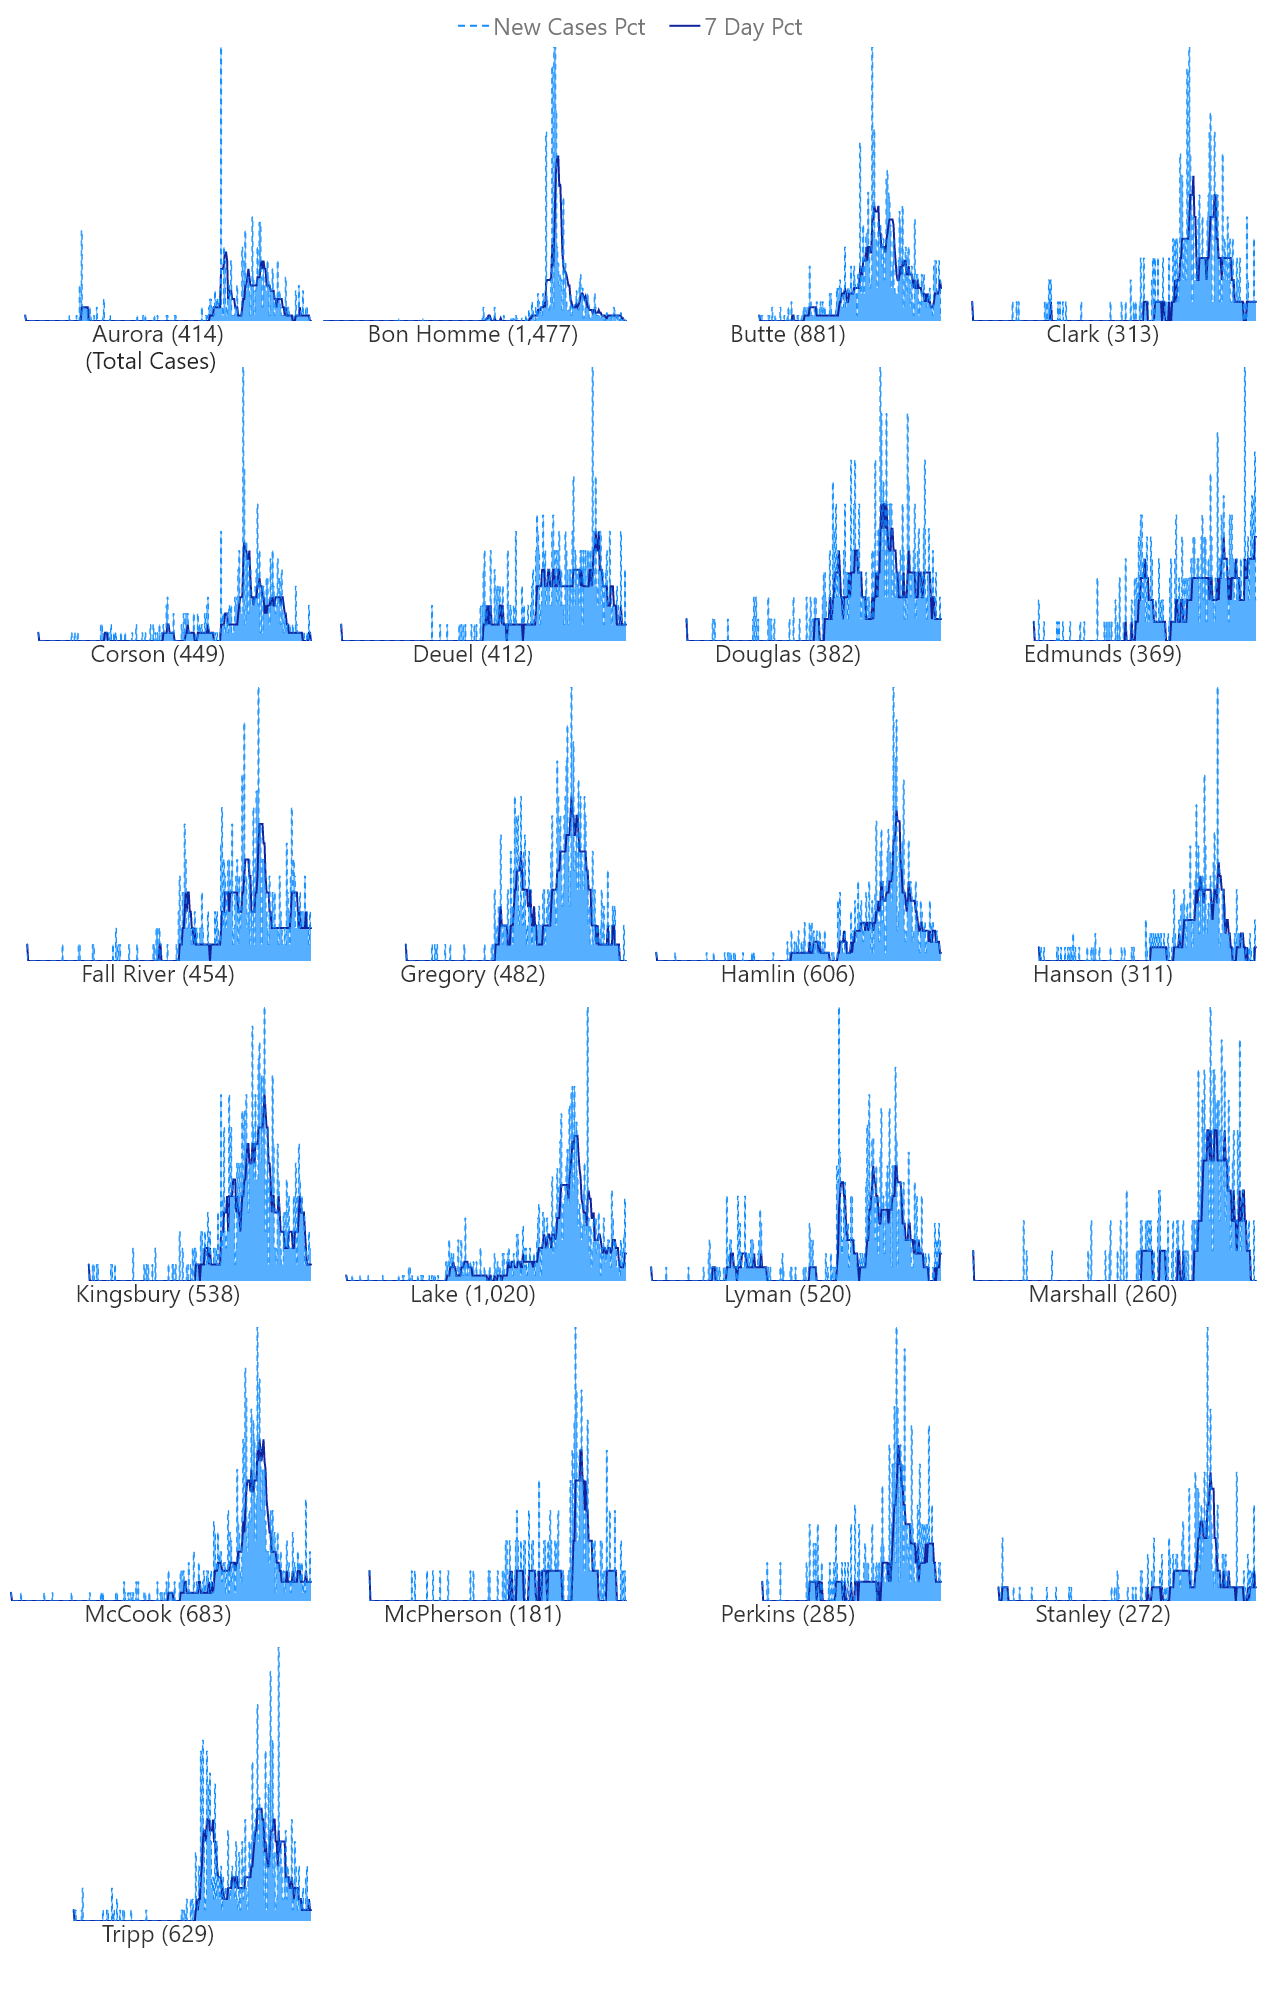 New Cases Pct 7 Day Pct
Aurora (414) Bon Homme (1,477) Butte (881) Clark (313)
(Total Cases)
Corson (449) Deuel (412) Douglas (382) Edmunds (369)
Fall River (454) Gregory (482) Hamlin (606) Hanson (311)
Kingsbury (538) Lake (1,020) Lyman (520) Marshall (260)
McCook (683) McPherson (181) Perkins (285) Stanley (272)
Tripp (629)